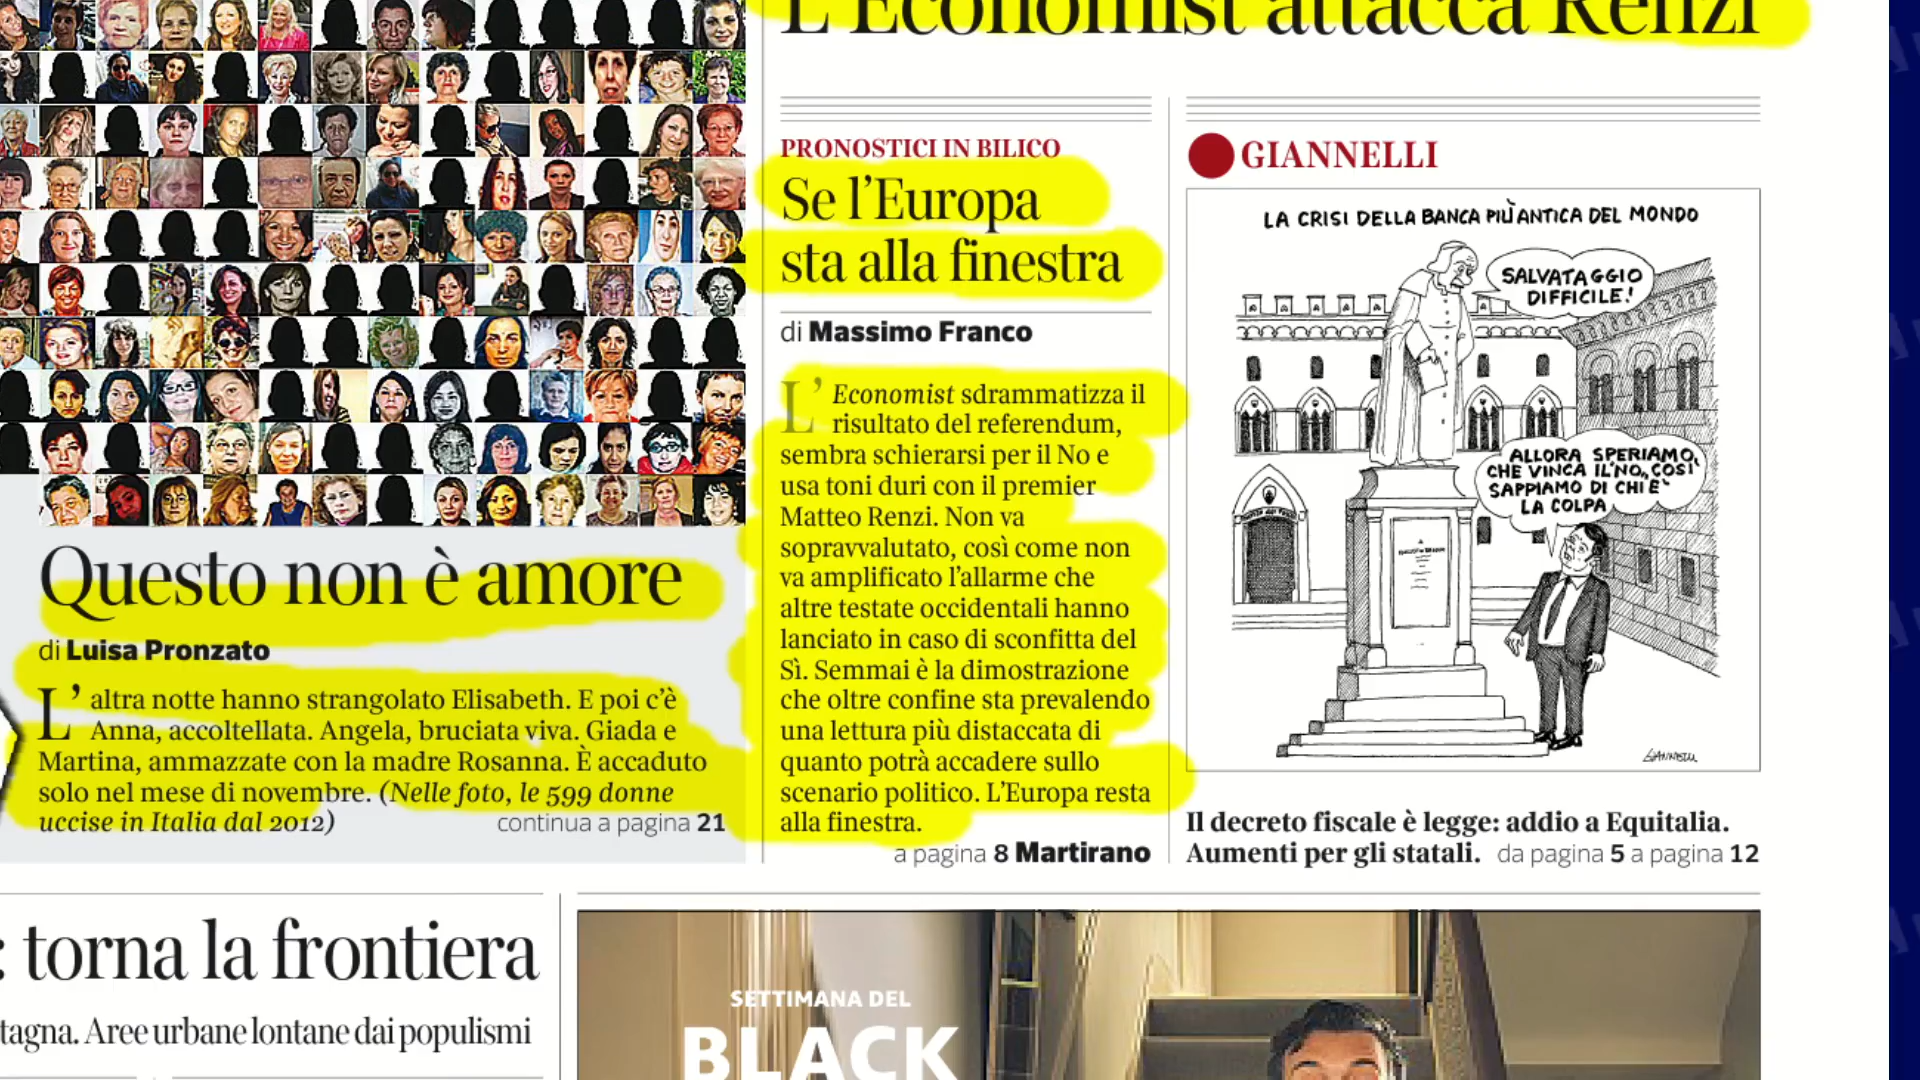 L'Economist attacca Renzi
PRONOSTICI IN BILICO
Se l'Europa
sta alla finestra
di Massimo Franco
L' Economist sdrammatizza il
risultato del referendum,
sembra schierarsi per il No e
usa toni duri con il premier
Matteo Renzi. Non va
sopravvalutato, così come non
va amplificato l'allarme che
altre testate occidentali hanno
lanciato in caso di sconfitta del
Sì. Semmai è la dimostrazione
che oltre confine sta prevalendo
una lettura più distaccata di
quanto potrà accadere sullo
scenario politico. L'Europa resta
alla finestra.
a pagina 8 Martirano
GIANNELLI
LA CRISI DELLA BANCA PIÙ ANTICA DEL MONDO
SALVATAGGIO
DIFFICILE!
ALLORA SPERIAMO
CHE VINCA IL "NO", COSÌ
SAPPIAMO DI CHI È
LA COLPA
GIANNELLI
Il decreto fiscale è legge: addio a Equitalia.
Aumenti per gli statali. da pagina 5 a pagina 12
Questo non è amore
di Luisa Pronzato
L' altra notte hanno strangolato Elisabeth. E poi c'è
Anna, accoltellata. Angela, bruciata viva. Giada e
Martina, ammazzate con la madre Rosanna. È accaduto
solo nel mese di novembre. (Nelle foto, le 599 donne
uccise in Italia dal 2012) continua a pagina 21
: torna la frontiera
tagna. Aree urbane lontane dai populismi
SETTIMANA DEL
BLACK